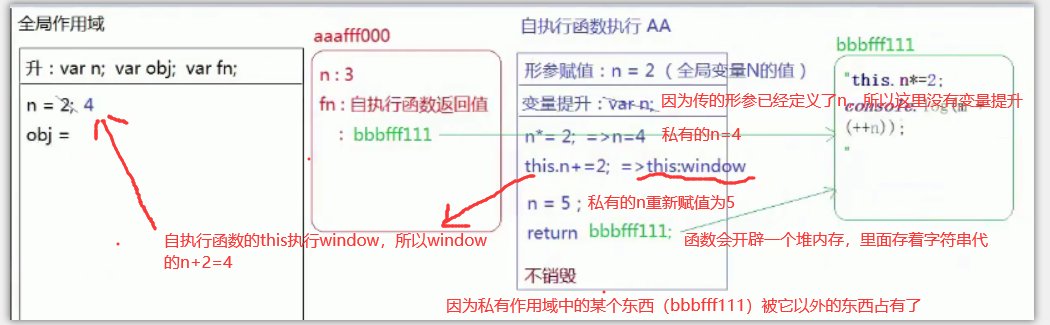 全局作用域
升：var n; var obj; var fn;
n = 2; 4
obj =
自执行函数的this执行window，所以window
的n+2=4
aaafff000
n : 3
fn : 自执行函数返回值
: bbbfff111
自执行函数执行 AA
形参赋值：n = 2 （ 全局变量N的值 ）
变量提升：var n;
因为传的形参已经定义了n，所以这里没有变量提升
n*= 2; =>n=4 私有的n=4
this.n+=2; =>this:window
n = 5 ; 私有的n重新赋值为5
return bbbfff111;
函数会开辟一个堆内存，里面存着字符串代
不销毁
因为私有作用域中的某个东西（bbbfff111）被它以外的东西占有了
bbbfff111
"this.n*=2;
console.log(m
(++n));
"